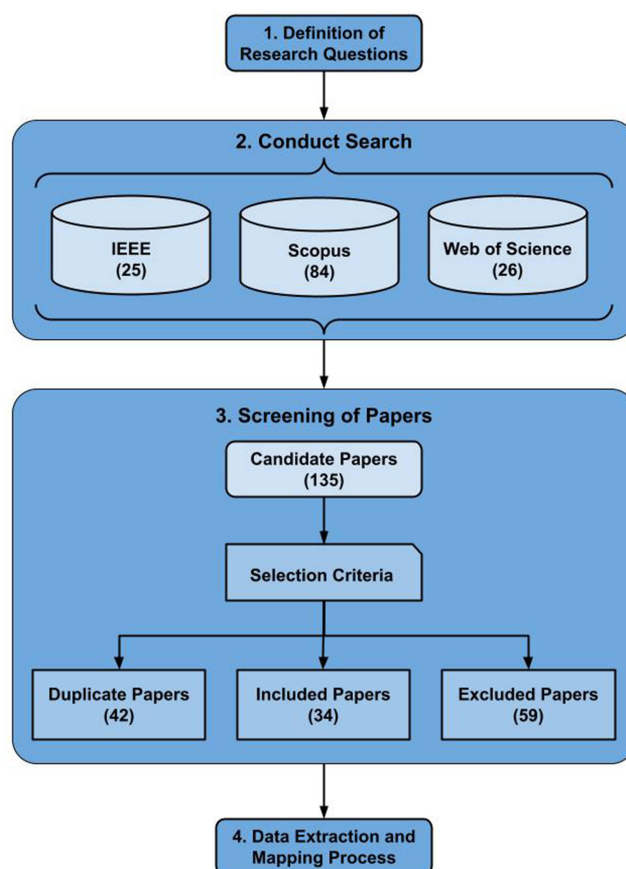 1. Definition of
Research Questions
2. Conduct Search
IEEE
(25)
Scopus
(84)
Web of Science
(26)
3. Screening of Papers
Candidate Papers
(135)
Selection Criteria
Duplicate Papers
(42)
Included Papers
(34)
Excluded Papers
(59)
4. Data Extraction and
Mapping Process